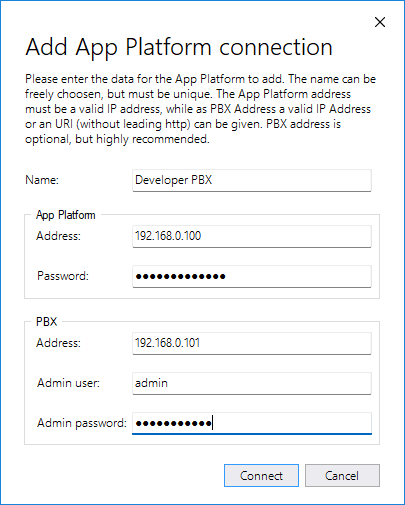 Add App Platform connection
Please enter the data for the App Platform to add. The name can be
freely choosen, but must be unique. The App Platform address
must be a valid IP address, while as PBX Address a valid IP Address
or an URI (without leading http) can be given. PBX address is
optional, but highly recommended.
Name: Developer PBX
App Platform
Address: 192.168.0.100
Password: ●●●●●●●●●●●●●
PBX
Address: 192.168.0.101
Admin user: admin
Admin password: ●●●●●●●●●●●
Connect Cancel